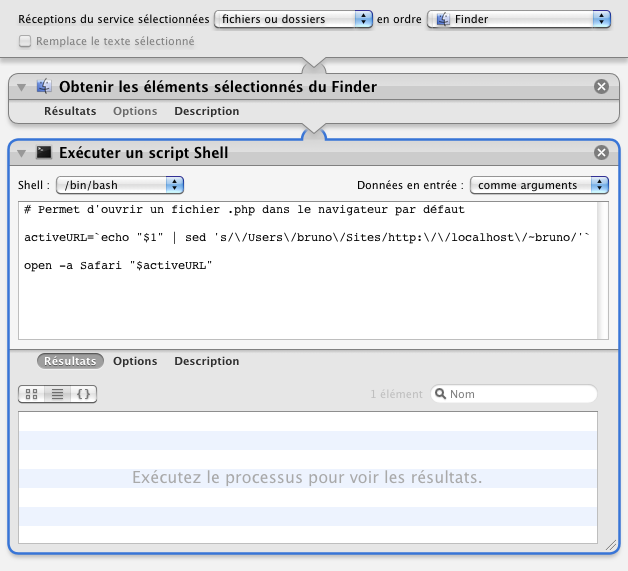 Réceptions du service sélectionnées fichiers ou dossiers en ordre Finder
Remplace le texte sélectionné
Obtenir les éléments sélectionnés du Finder
Résultats Options Description
Exécuter un script Shell
Shell : /bin/bash Données en entrée : comme arguments
# Permet d'ouvrir un fichier .php dans le navigateur par défaut
activeURL=`echo "$1" | sed 's/\/Users\/bruno\/Sites/http:\/\/localhost\/~bruno/'`
open -a Safari "$activeURL"
Résultats Options Description
{} 1 élément Nom
Exécutez le processus pour voir les résultats.